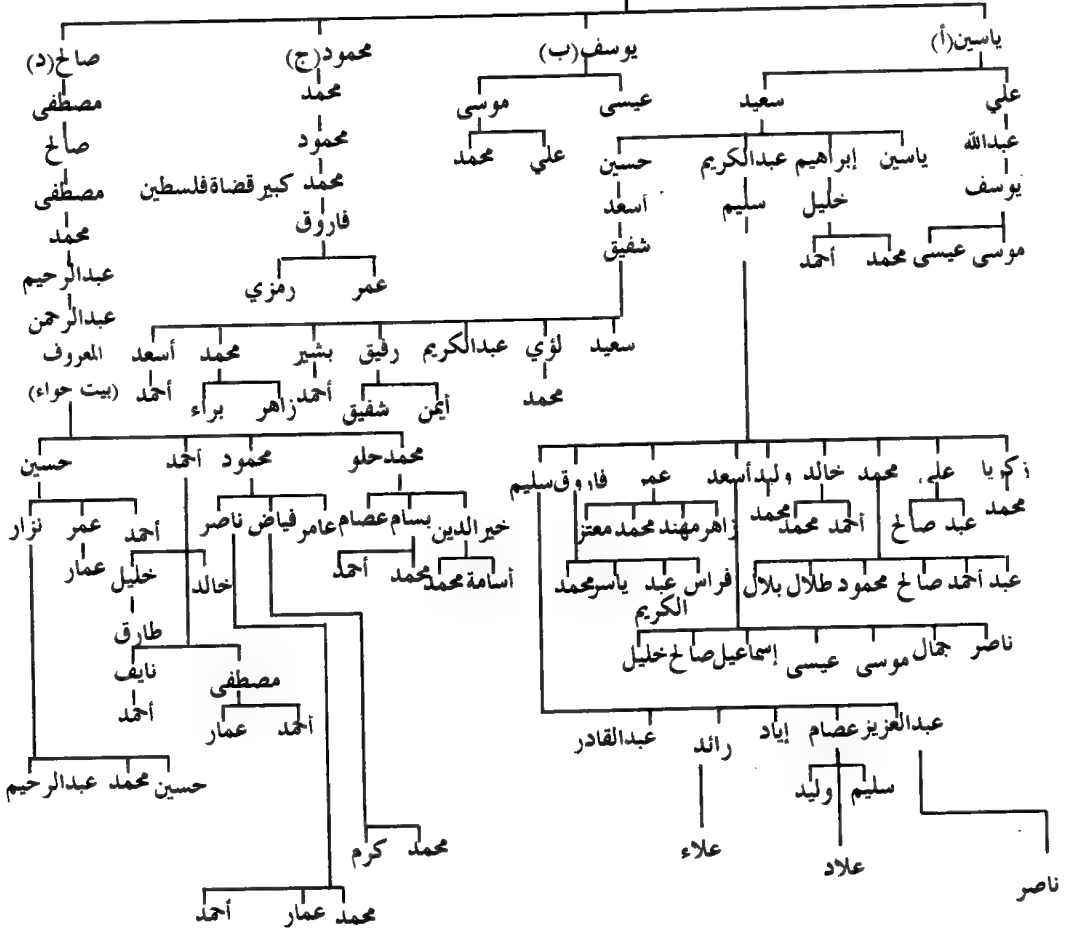 ياسين(أ) يوسف(ب) محمود(ج) صالح(د)
علي سعيد عيسى موسى محمد مصطفى
عبدالله ياسين إبراهيم عبدالكريم حسين علي محمد محمود صالح
يوسف خليل سليم أسعد محمد كبير قضاة فلسطين مصطفى
موسى عيسى محمد أحمد شفيق فاروق محمد
عمر رمزي عبدالرحيم
عبدالرحمن
سعيد لؤي عبدالكريم رفيق بشير محمد أسعد المعروف
محمد أيمن شفيق أحمد زاهر براء أحمد (بيت حواء)
زكريا علي محمد خالد وليد أسعد عمر فاروق سليم محمدحلو محمود أحمد حسين
محمد عبد صالح أحمد محمد محمد زاهر مهند محمد معتز خيرالدين بسام عصام عامر فياض ناصر أحمد عمر نزار
عبد أحمد صالح محمود طلال بلال فراس عبد الكريم ياسر محمد أسامة محمد محمد أحمد خالد خليل عمار
ناصر جمال موسى عيسى إسماعيل صالح خليل طارق
مصطفى نايف
عبدالعزيز عصام إياد رائد عبدالقادر أحمد عمار أحمد
سليم وليد حسين محمد عبدالرحيم
ناصر علاد علاء محمد كرم
محمد عمار أحمد